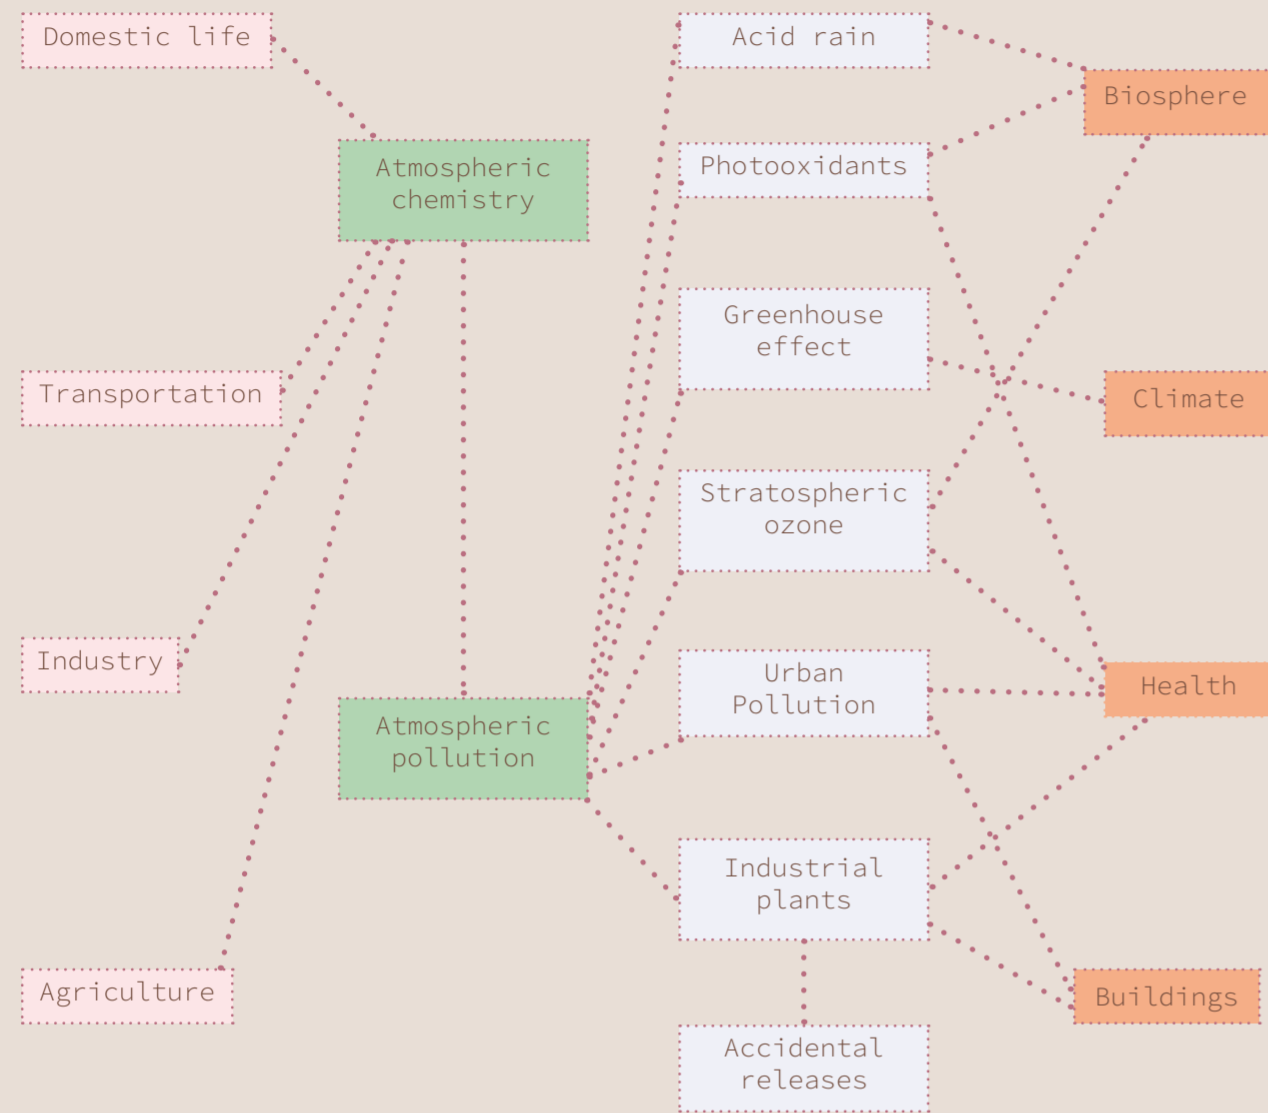 Domestic life
Transportation
Industry
Agriculture
Atmospheric
chemistry
Atmospheric
pollution
Acid rain
Photooxidants
Greenhouse
effect
Stratospheric
ozone
Urban
Pollution
Industrial
plants
Accidental
releases
Biosphere
Climate
Health
Buildings